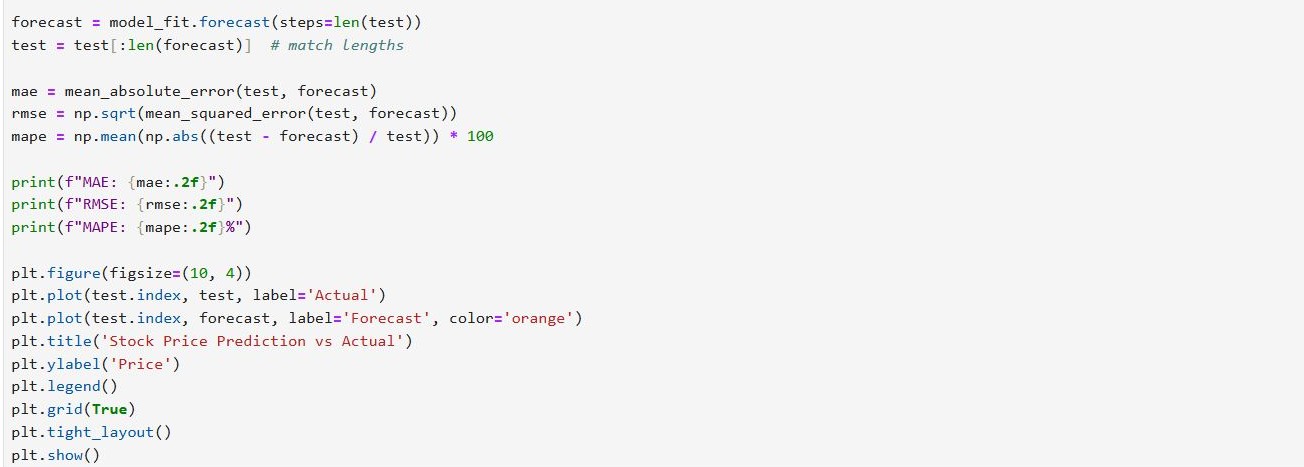 forecast = model_fit.forecast(steps=len(test))
test = test[:len(forecast)]  # match lengths
mae = mean_absolute_error(test, forecast)
rmse = np.sqrt(mean_squared_error(test, forecast))
mape = np.mean(np.abs((test - forecast) / test)) * 100
print(f"MAE: {mae:.2f}")
print(f"RMSE: {rmse:.2f}")
print(f"MAPE: {mape:.2f}%")
plt.figure(figsize=(10, 4))
plt.plot(test.index, test, label='Actual')
plt.plot(test.index, forecast, label='Forecast', color='orange')
plt.title('Stock Price Prediction vs Actual')
plt.ylabel('Price')
plt.legend()
plt.grid(True)
plt.tight_layout()
plt.show()